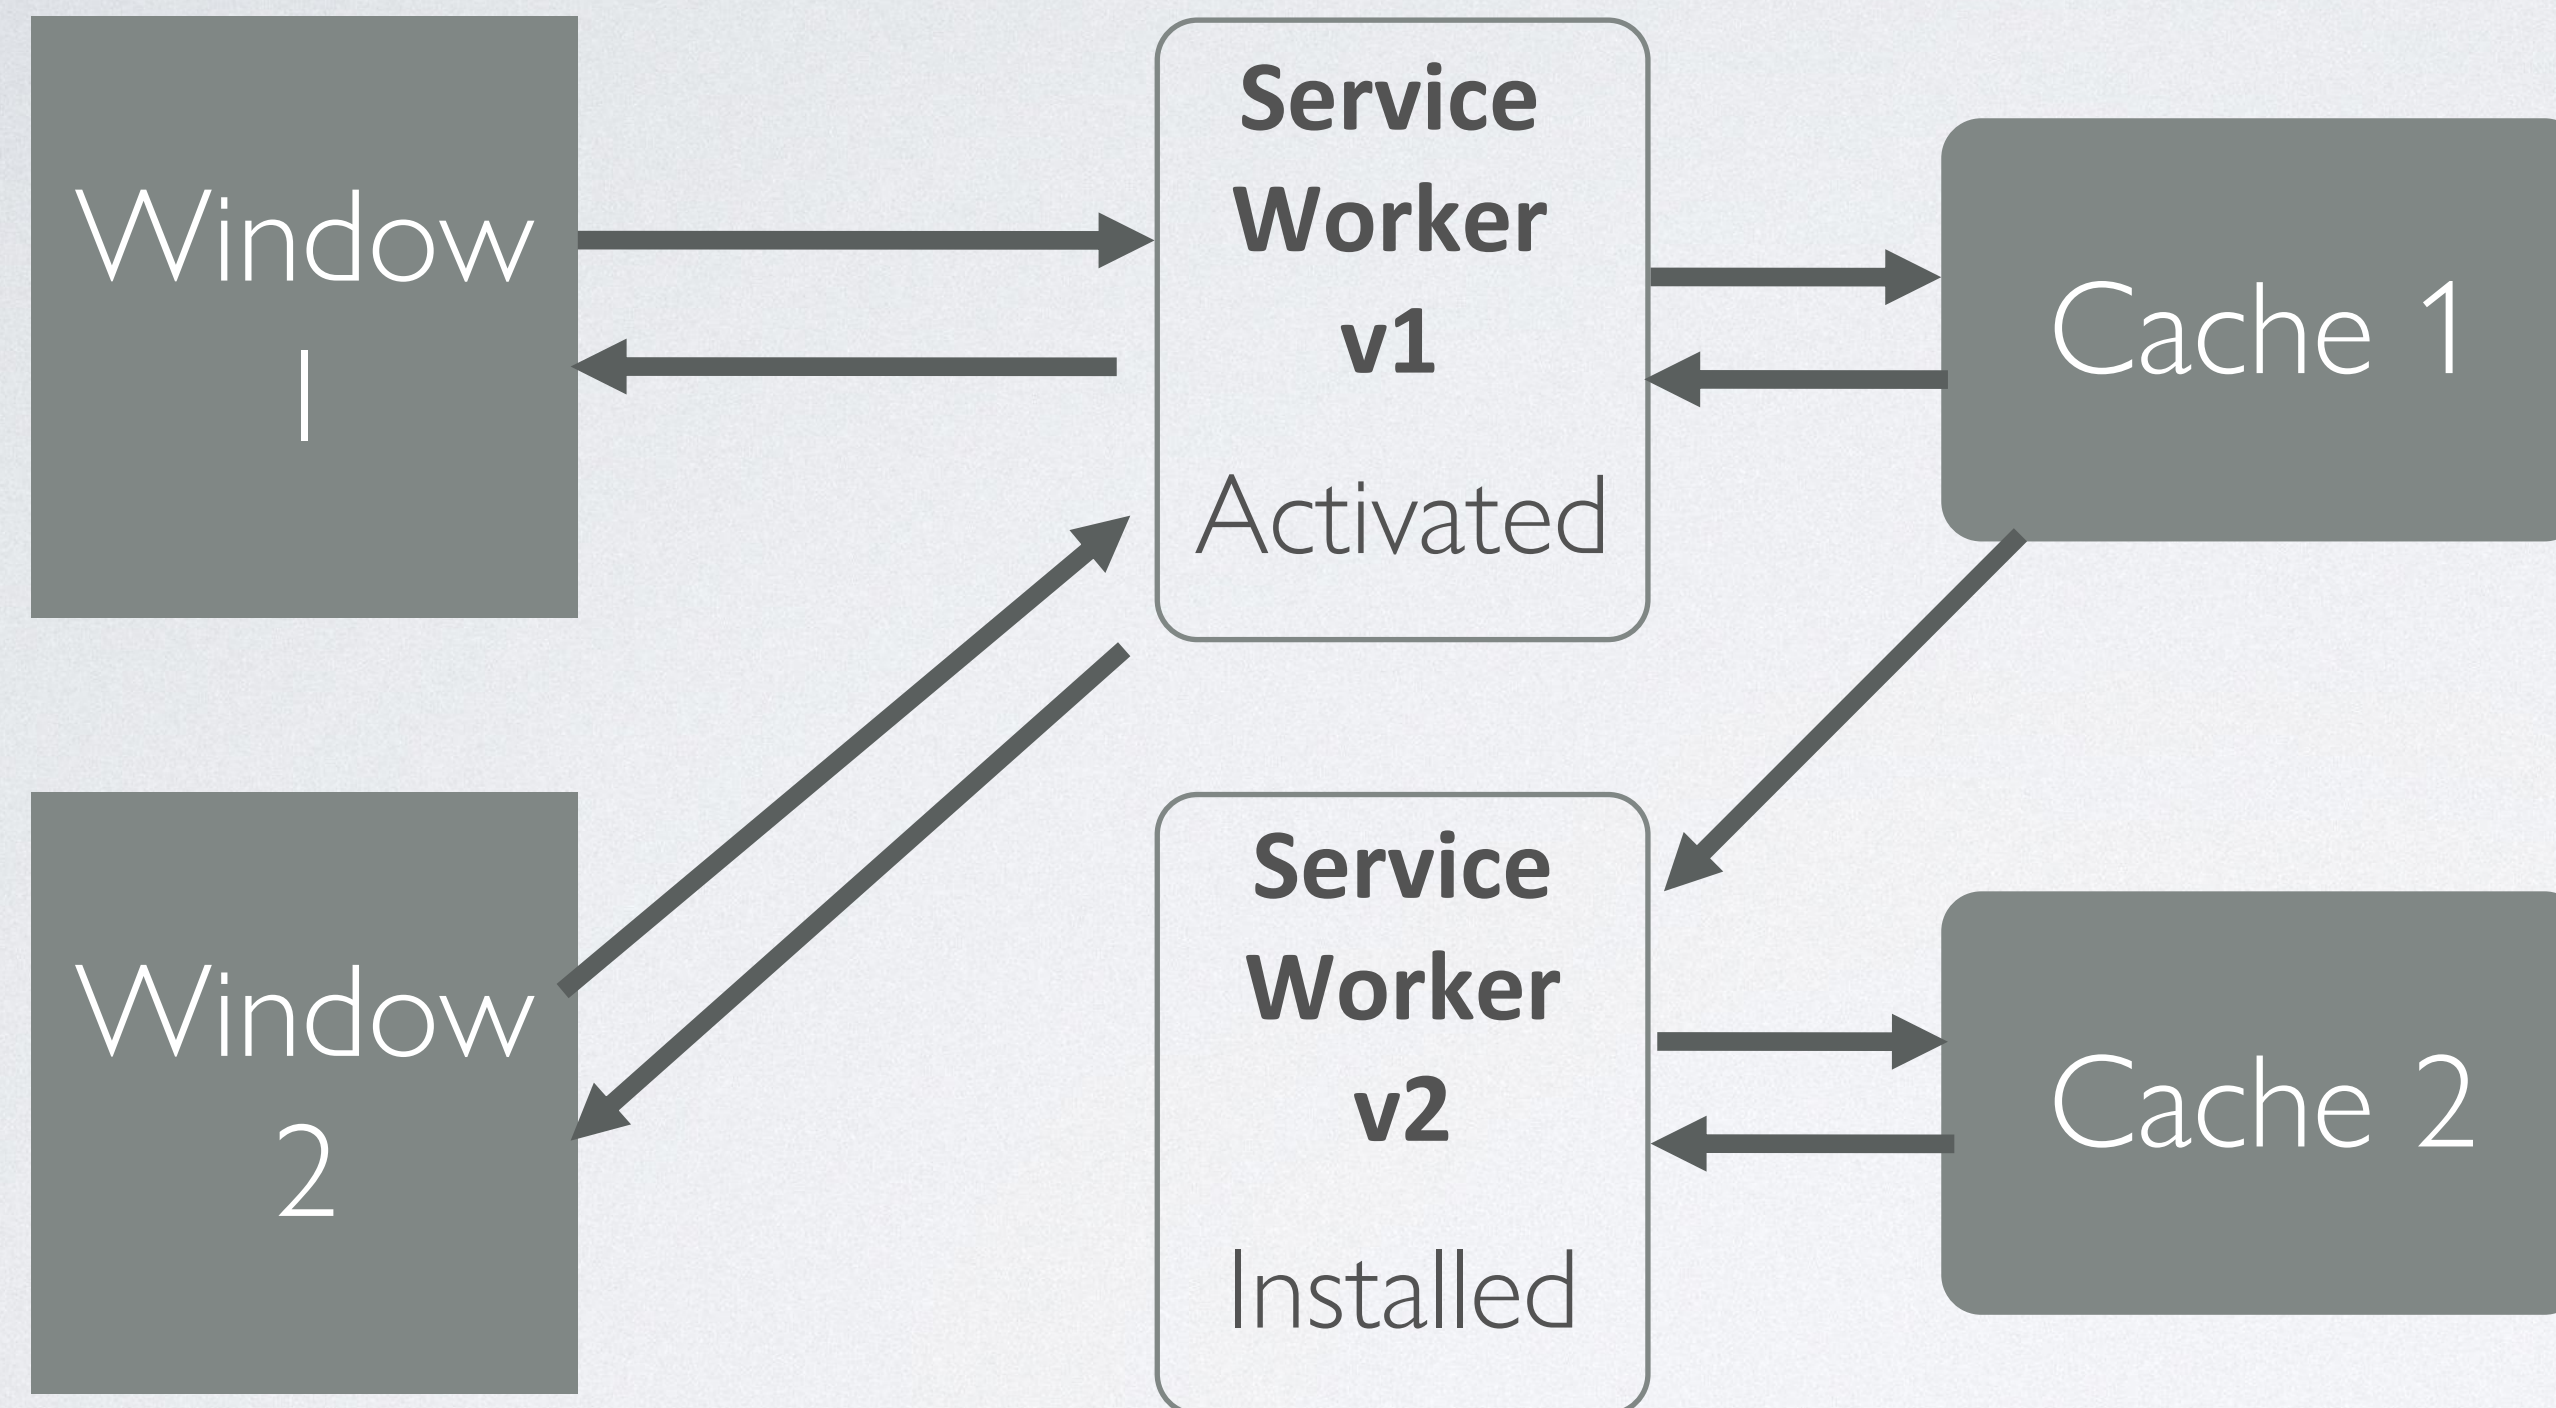 Window
1
Service
Worker
v1
Activated
Cache 1
Window
2
Service
Worker
v2
Installed
Cache 2